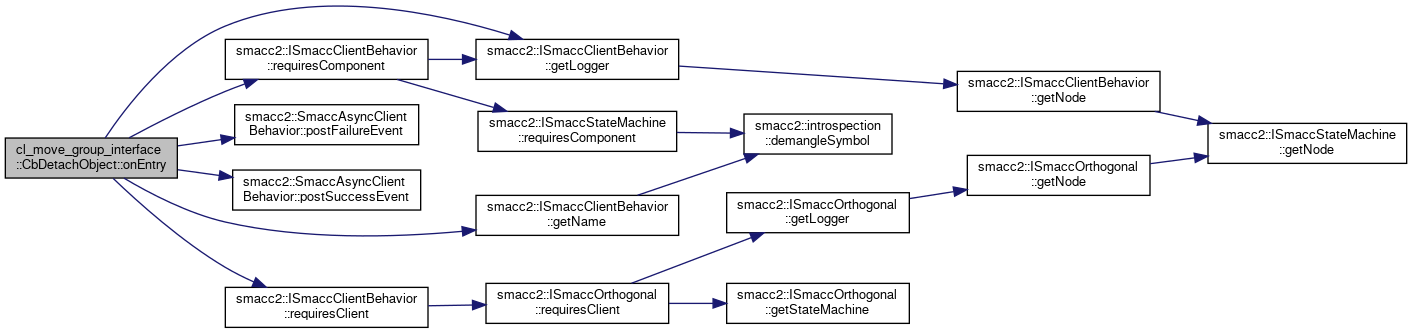 cl_move_group_interface
::CbDetachObject::onEntry
smacc2::ISmaccClientBehavior
::requiresComponent
smacc2::SmaccAsyncClient
Behavior::postFailureEvent
smacc2::SmaccAsyncClient
Behavior::postSuccessEvent
smacc2::ISmaccClientBehavior
::requiresClient
smacc2::ISmaccClientBehavior
::getLogger
smacc2::ISmaccStateMachine
::requiresComponent
smacc2::ISmaccClientBehavior
::getName
smacc2::ISmaccOrthogonal
::requiresClient
smacc2::introspection
::demangleSymbol
smacc2::ISmaccOrthogonal
::getLogger
smacc2::ISmaccOrthogonal
::getStateMachine
smacc2::ISmaccClientBehavior
::getNode
smacc2::ISmaccOrthogonal
::getNode
smacc2::ISmaccStateMachine
::getNode